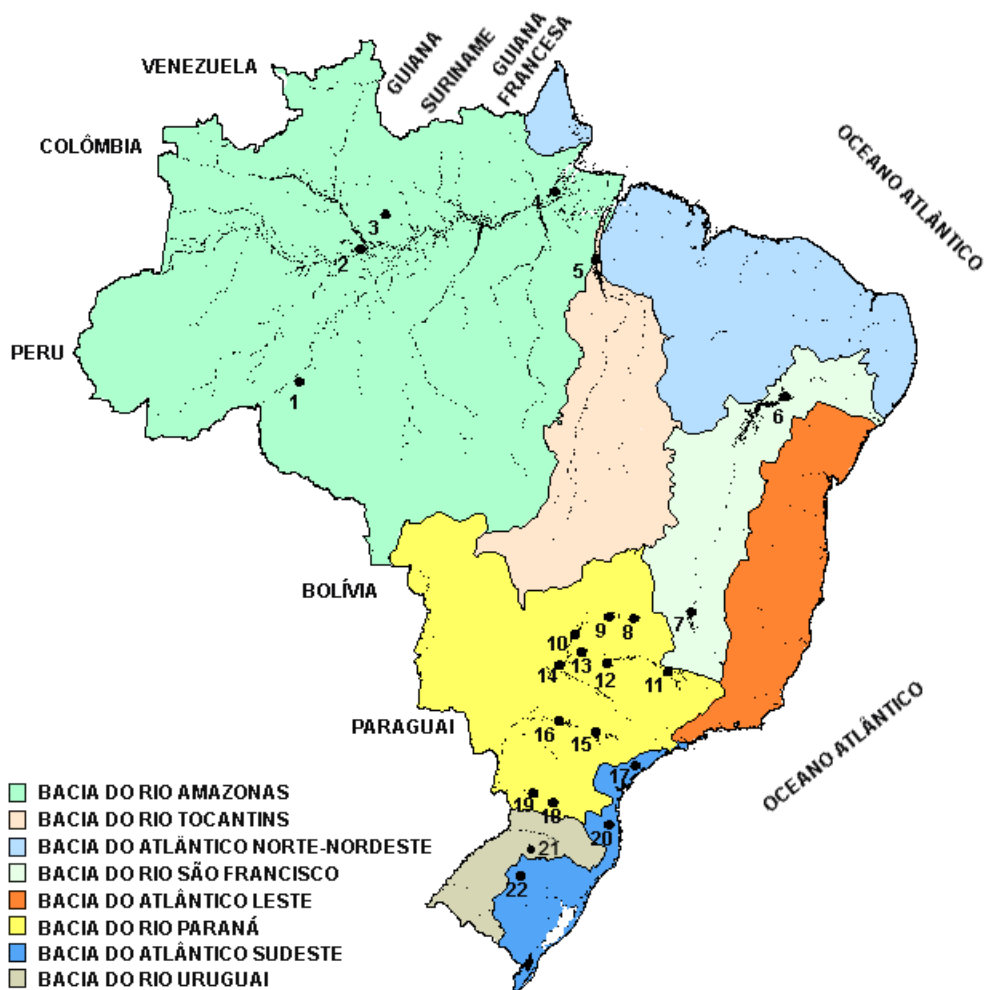 VENEZUELA
GUIANA
SURINAME
GUIANA
FRANCESA
COLÔMBIA
OCEANO ATLÂNTICO
4
3
2
5
PERU
1
6
BOLÍVIA
7
9
8
10
13
12
14
11
PARAGUAI
16
15
OCEANO ATLÂNTICO
17
19
18
20
21
22
BACIA DO RIO AMAZONAS
BACIA DO RIO TOCANTINS
BACIA DO ATLÂNTICO NORTE-NORDESTE
BACIA DO RIO SÃO FRANCISCO
BACIA DO ATLÂNTICO LESTE
BACIA DO RIO PARANÁ
BACIA DO ATLÂNTICO SUDESTE
BACIA DO RIO URUGUAI